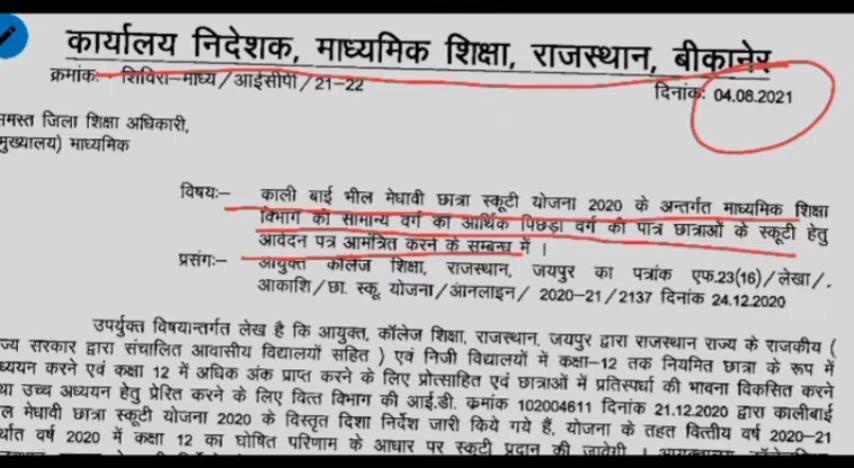 कार्यालय निदेशक, माध्यमिक शिक्षा, राजस्थान, बीकानेर
क्रमांक:- शिविरा-माध्य/आईसीपी/21-22 दिनांक: 04.08.2021
समस्त जिला शिक्षा अधिकारी,
मुख्यालय) माध्यमिक
विषय:- काली बाई भील मेधावी छात्रा स्कूटी योजना 2020 के अन्तर्गत माध्यमिक शिक्षा
विभाग की सामान्य वर्ग का आर्थिक पिछड़ा वर्ग की पात्र छात्राओं के स्कूटी हेतु
आवेदन पत्र आमंत्रित करने के सम्बन्ध में ।
प्रसंग:- आयुक्त कॉलेज शिक्षा, राजस्थान, जयपुर का पत्रांक एफ.23(16)/लेखा/.
आकाशि/छा.स्कू.योजना/ऑनलाइन/ 2020-21/2137 दिनांक 24.12.2020
उपर्युक्त विषयान्तर्गत लेख है कि आयुक्त, कॉलेज शिक्षा, राजस्थान, जयपुर द्वारा राजस्थान राज्य के राजकीय (
ज्य सरकार द्वारा संचालित आवासीय विद्यालयों सहित ) एवं निजी विद्यालयों में कक्षा-12 तक नियमित छात्रा के रूप में
ध्ययन करने एवं कक्षा 12 में अधिक अंक प्राप्त करने के लिए प्रोत्साहित एवं छात्राओं में प्रतिस्पर्धा की भावना विकसित करने
था उच्च अध्ययन हेतु प्रेरित करने के लिए वित्त विभाग की आई.डी. क्रमांक 102004611 दिनांक 21.12.2020 द्वारा कालीबाई
ल मेधावी छात्रा स्कूटी योजना 2020 के विस्तृत दिशा निर्देश जारी किये गये हैं, योजना के तहत वित्तीय वर्ष 2020-21
र्थात वर्ष 2020 में कक्षा 12 का घोषित परिणाम के आधार पर स्कूटी प्रदान की जावेगी ।